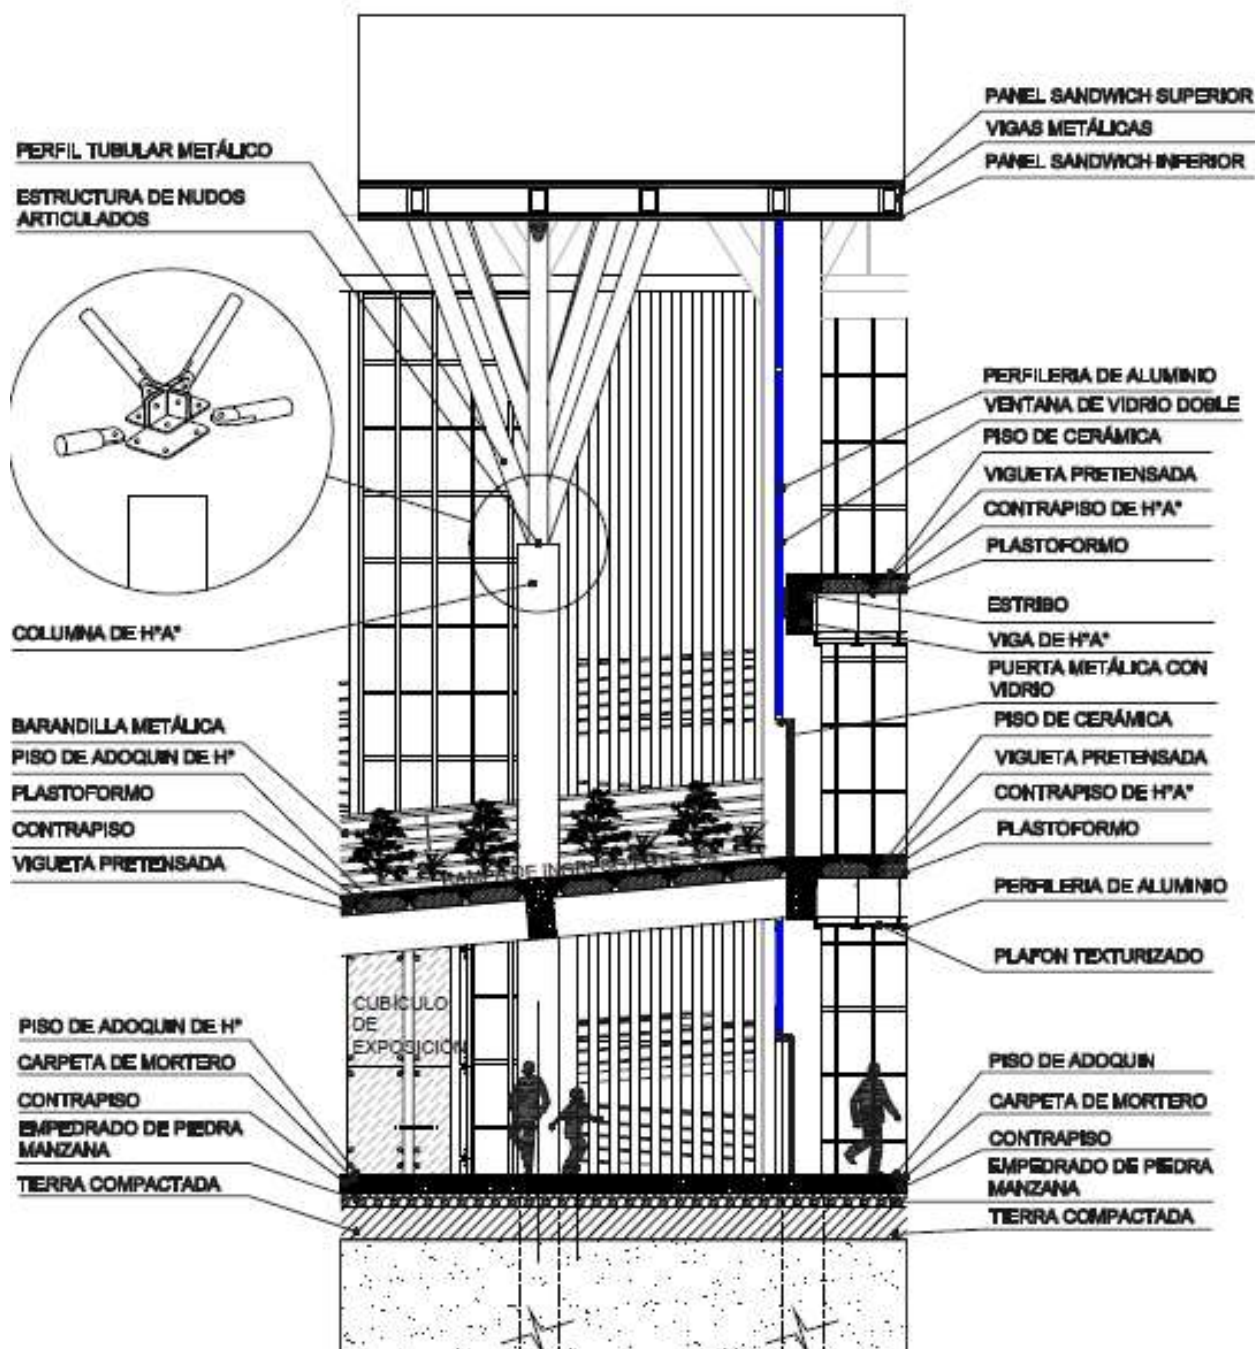 PANEL SANDWICH SUPERIOR
VIGAS METÁLICAS
PANEL SANDWICH INFERIOR
PERFIL TUBULAR METÁLICO
ESTRUCTURA DE NUDOS
ARTICULADOS
COLUMNA DE H°A°
BARANDILLA METÁLICA
PISO DE ADOQUIN DE H°
PLASTOFORMO
CONTRAPISO
VIGUETA PRETENSADA
PISO DE ADOQUIN DE H°
CARPETA DE MORTERO
CONTRAPISO
EMPEDRADO DE PIEDRA
MANZANA
TIERRA COMPACTADA
RAMPA DE INGRESO
CUBÍCULO
DE
EXPOSICIÓN
PERFILERIA DE ALUMINIO
VENTANA DE VIDRIO DOBLE
PISO DE CERÁMICA
VIGUETA PRETENSADA
CONTRAPISO DE H°A°
PLASTOFORMO
ESTRIBO
VIGA DE H°A°
PUERTA METÁLICA CON
VIDRIO
PISO DE CERÁMICA
VIGUETA PRETENSADA
CONTRAPISO DE H°A°
PLASTOFORMO
PERFILERIA DE ALUMINIO
PLAFON TEXTURIZADO
PISO DE ADOQUIN
CARPETA DE MORTERO
CONTRAPISO
EMPEDRADO DE PIEDRA
MANZANA
TIERRA COMPACTADA